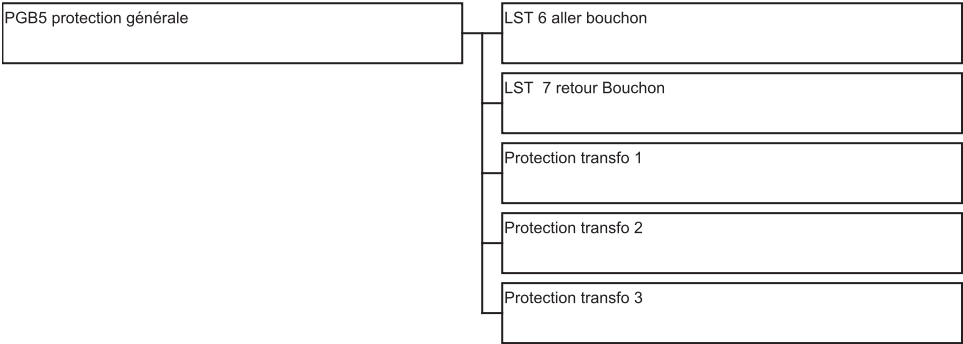 PGB5 protection générale
LST 6 aller bouchon
LST  7 retour Bouchon
Protection transfo 1
Protection transfo 2
Protection transfo 3